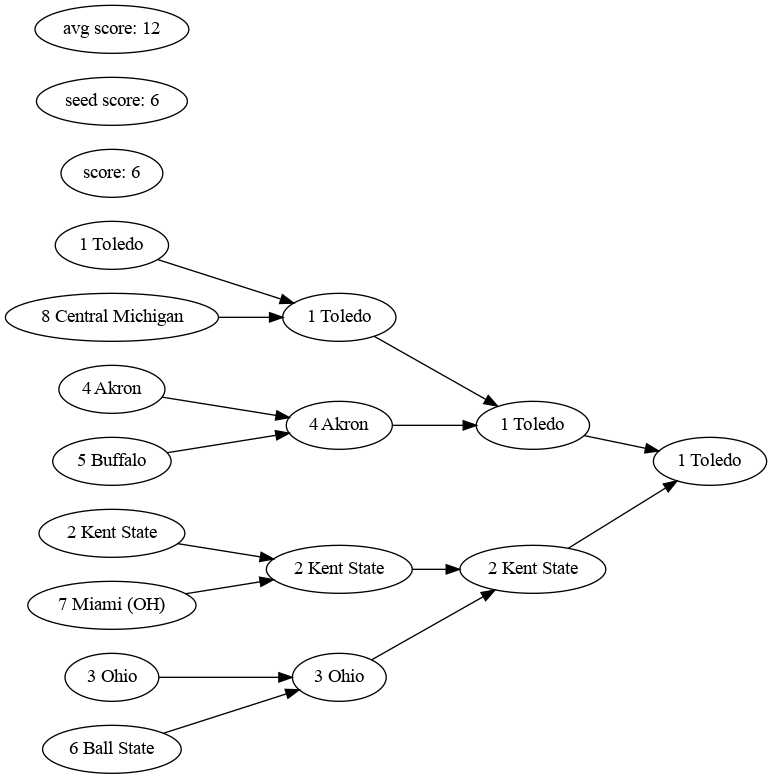 avg score: 12
seed score: 6
score: 6
1 Toledo
8 Central Michigan
1 Toledo
4 Akron
5 Buffalo
4 Akron
1 Toledo
1 Toledo
2 Kent State
7 Miami (OH)
2 Kent State
2 Kent State
3 Ohio
3 Ohio
6 Ball State